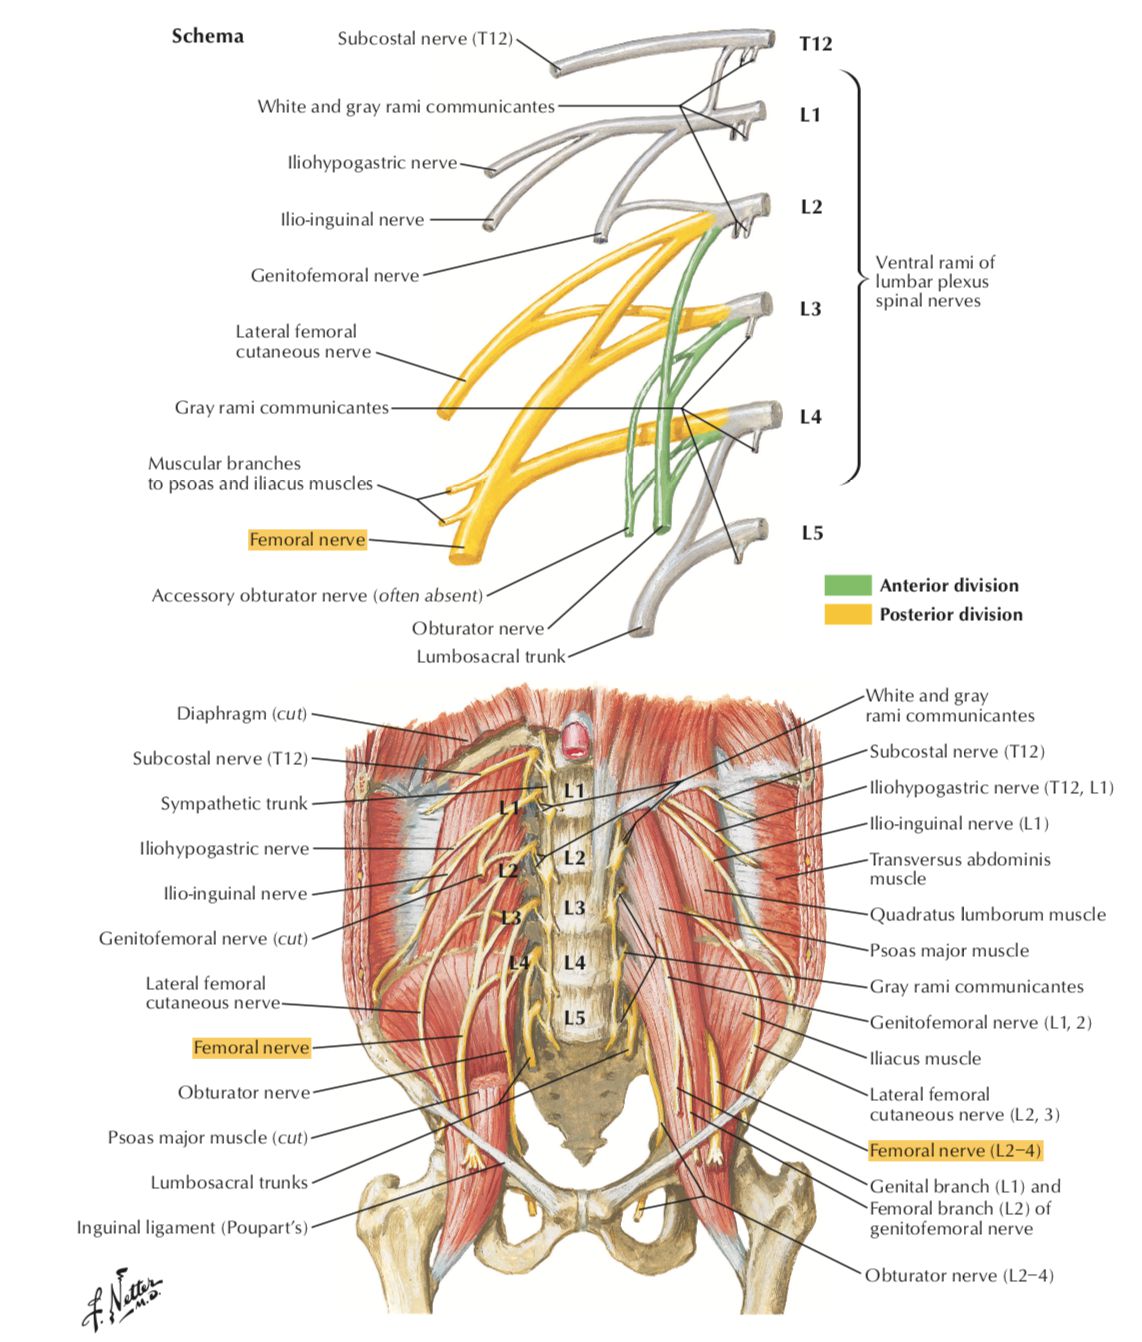 Schema
Subcostal nerve (T12)
T12
White and gray rami communicantes
L1
Iliohypogastric nerve
L2
Ilio-inguinal nerve
Genitofemoral nerve
Ventral rami of
lumbar plexus
spinal nerves
L3
Lateral femoral
cutaneous nerve
Gray rami communicantes
L4
Muscular branches
to psoas and iliacus muscles
L5
Femoral nerve
Accessory obturator nerve (often absent)
Anterior division
Posterior division
Obturator nerve
Lumbosacral trunk
Diaphragm (cut)
Subcostal nerve (T12)
Sympathetic trunk
Iliohypogastric nerve
Ilio-inguinal nerve
Genitofemoral nerve (cut)
Lateral femoral
cutaneous nerve
Femoral nerve
Obturator nerve
Psoas major muscle (cut)
Lumbosacral trunks
Inguinal ligament (Poupart's)
L1
L2
L3
L4
L1
L2
L3
L4
L5
White and gray
rami communicantes
Subcostal nerve (T12)
Iliohypogastric nerve (T12, L1)
Ilio-inguinal nerve (L1)
Transversus abdominis
muscle
Quadratus lumborum muscle
Psoas major muscle
Gray rami communicantes
Genitofemoral nerve (L1, 2)
Iliacus muscle
Lateral femoral
cutaneous nerve (L2, 3)
Femoral nerve (L2–4)
Genital branch (L1) and
Femoral branch (L2) of
genitofemoral nerve
Obturator nerve (L2–4)
F. Netter
M.D.